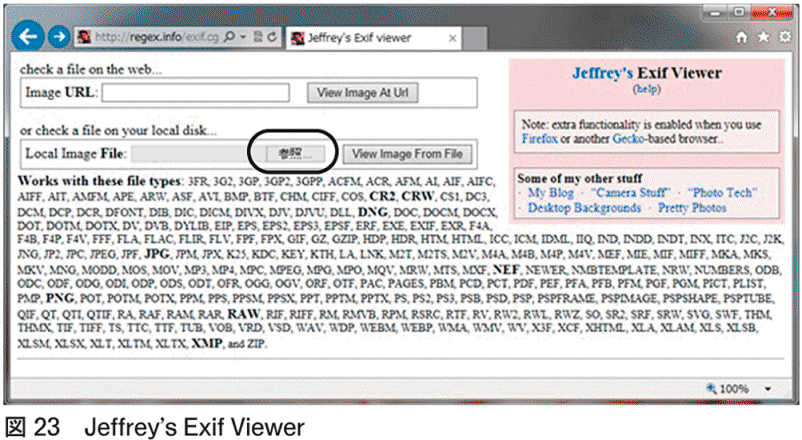 http://regex.info/exif.cg
Jeffrey's Exif viewer
check a file on the web...
Image URL:
View Image At Url
or check a file on your local disk...
Local Image File:
参照...
View Image From File
Jeffrey's Exif Viewer
(help)
Note: extra functionality is enabled when you use
Firefox or another Gecko-based browser..
Some of my other stuff
· My Blog · "Camera Stuff" · "Photo Tech"
· Desktop Backgrounds · Pretty Photos
Works with these file types: 3FR, 3G2, 3GP, 3GP2, 3GPP, ACFM, ACR, AFM, AI, AIF, AIFC,
AIFF, AIT, AMFM, APE, ARW, ASF, AVI, BMP, BTF, CHM, CIFF, COS, CR2, CRW, CS1, DC3,
DCM, DCP, DCR, DFONT, DIB, DIC, DICM, DIVX, DJV, DJVU, DLL, DNG, DOC, DOCM, DOCX,
DOT, DOTM, DOTX, DV, DVB, DYLIB, EIP, EPS, EPS2, EPS3, EPSF, ERF, EXE, EXIF, EXR, F4A,
F4B, F4P, F4V, FFF, FLA, FLAC, FLIR, FLV, FPF, FPX, GIF, GZ, GZIP, HDP, HDR, HTM, HTML, ICC, ICM, IDML, IIQ, IND, INDD, INDT, INX, ITC, J2C, J2K,
JNG, JP2, JPC, JPEG, JPF, JPG, JPM, JPX, K25, KDC, KEY, KTH, LA, LNK, M2T, M2TS, M2V, M4A, M4B, M4P, M4V, MEF, MIE, MIF, MIFF, MKA, MKS,
MKV, MNG, MODD, MOS, MOV, MP3, MP4, MPC, MPEG, MPG, MPO, MQV, MRW, MTS, MXF, NEF, NEWER, NMBTEMPLATE, NRW, NUMBERS, ODB,
ODC, ODF, ODG, ODI, ODP, ODS, ODT, OFR, OGG, OGV, ORF, OTF, PAC, PAGES, PBM, PCD, PCT, PDF, PEF, PFA, PFB, PFM, PGF, PGM, PICT, PLIST,
PMP, PNG, POT, POTM, POTX, PPM, PPS, PPSM, PPSX, PPT, PPTM, PPTX, PS, PS2, PS3, PSB, PSD, PSP, PSPFRAME, PSPIMAGE, PSPSHAPE, PSPTUBE,
QIF, QT, QTI, QTIF, RA, RAF, RAM, RAR, RAW, RIF, RIFF, RM, RMVB, RPM, RSRC, RTF, RV, RW2, RWL, RWZ, SO, SR2, SRF, SRW, SVG, SWF, THM,
THMX, TIF, TIFF, TS, TTC, TTF, TUB, VOB, VRD, VSD, WAV, WDP, WEBM, WEBP, WMA, WMV, WV, X3F, XCF, XHTML, XLA, XLAM, XLS, XLSB,
XLSM, XLSX, XLT, XLTM, XLTX, XMP, and ZIP.
100%
図 23 Jeffrey's Exif Viewer